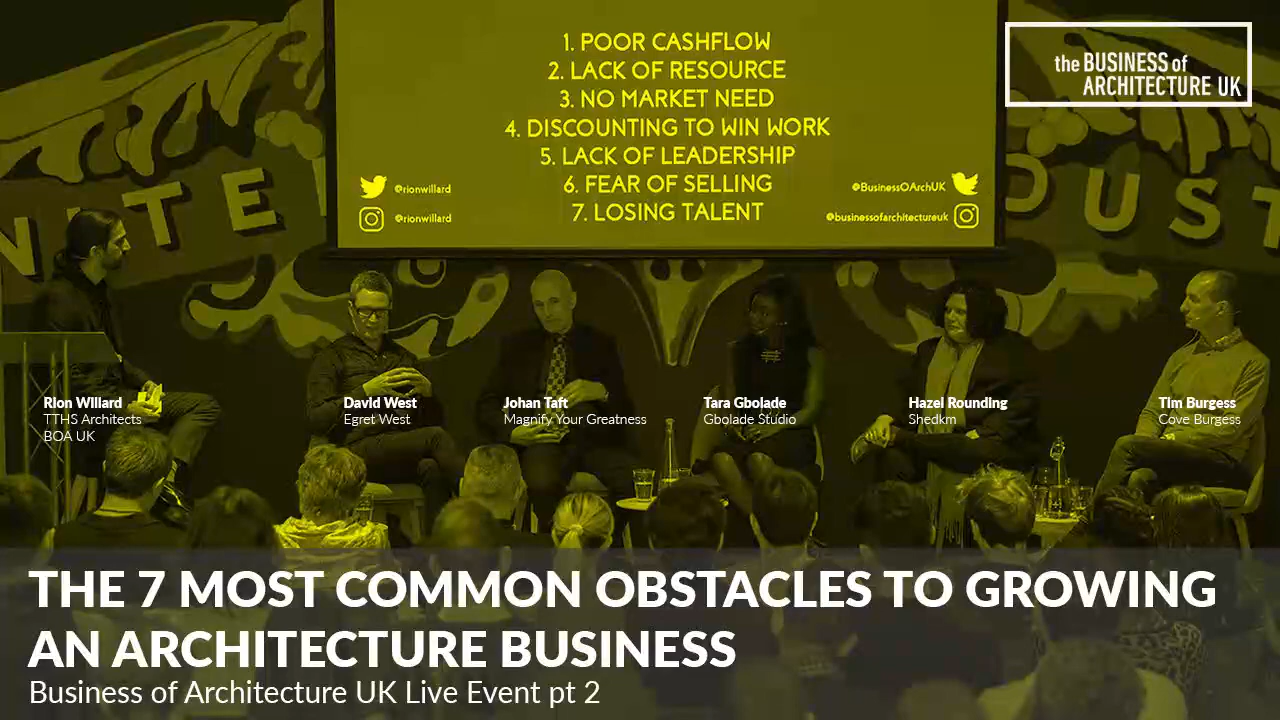 1. POOR CASHFLOW
2. LACK OF RESOURCE
3. NO MARKET NEED
4. DISCOUNTING TO WIN WORK
5. LACK OF LEADERSHIP
6. FEAR OF SELLING
7. LOSING TALENT
@rionwillard
@rionwillard
@BusinessOArchUK
@businessofarchitectureuk
the BUSINESS of
ARCHITECTURE UK
NITE
DUST
Rion Willard
TTHS Architects
BOA UK
David West
Egret West
Johan Taft
Magnify Your Greatness
Tara Gbolade
Gbolade Studio
Hazel Rounding
Shedkm
Tim Burgess
Cove Burgess
THE 7 MOST COMMON OBSTACLES TO GROWING
AN ARCHITECTURE BUSINESS
Business of Architecture UK Live Event pt 2